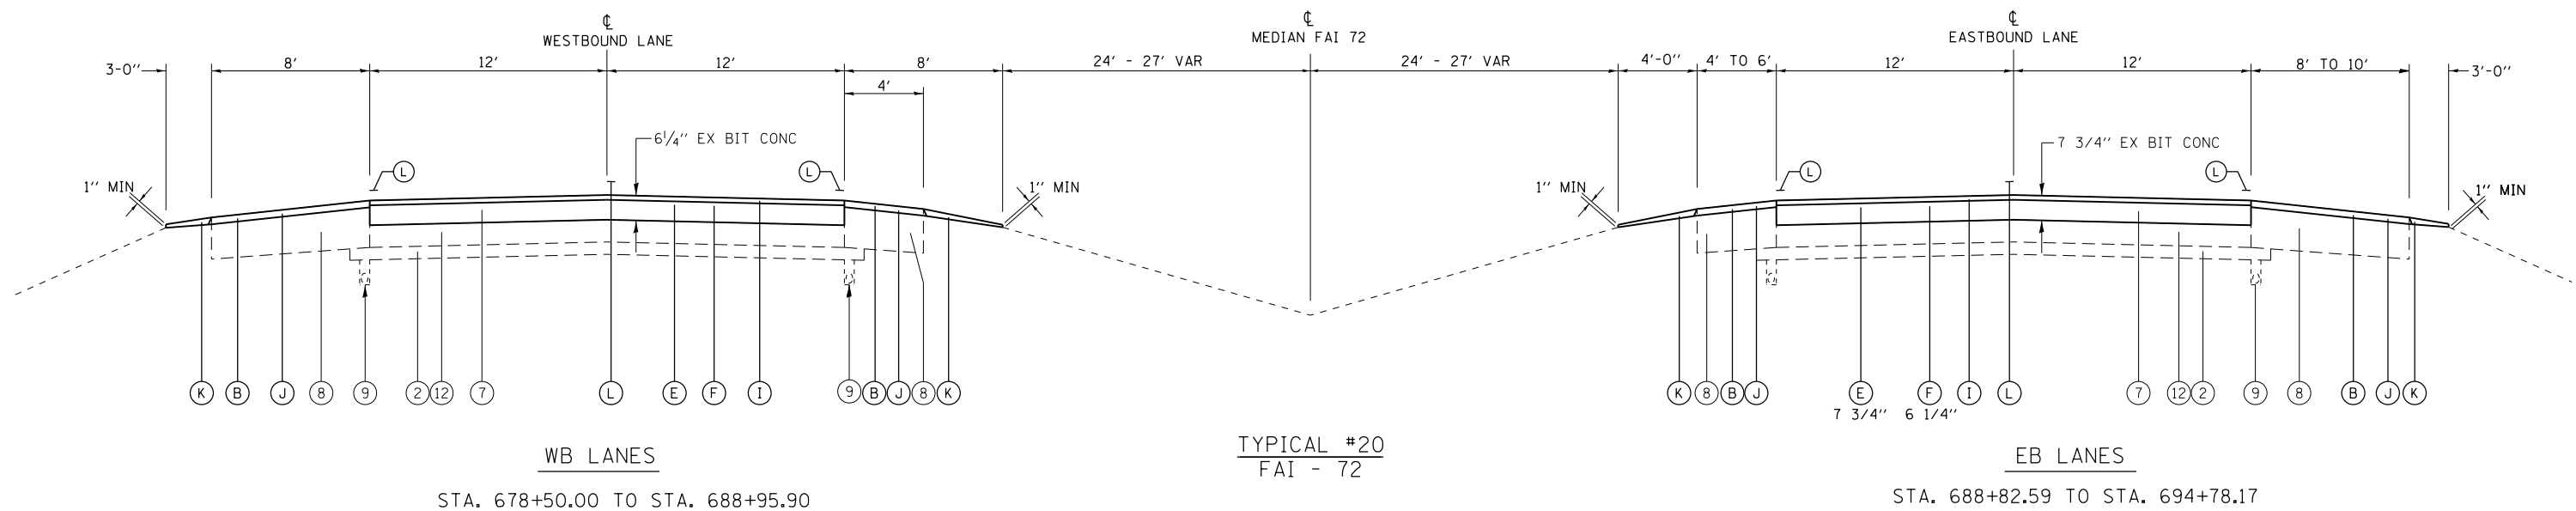 ℄
WESTBOUND LANE
℄
MEDIAN FAI 72
℄
EASTBOUND LANE
3-0" 8' 12' 12' 8' 24' - 27' VAR 24' - 27' VAR 4'-0" 4' TO 6' 12' 12' 8' TO 10' 3'-0"
4'
6 1/4" EX BIT CONC
7 3/4" EX BIT CONC
L L L L
1" MIN 1" MIN 1" MIN 1" MIN
K B J 8 9 2 12 7 L E F I 9 B J 8 K
K 8 B J E F I L 7 12 2 9 8 B J K
7 3/4" 6 1/4"
WB LANES
STA. 678+50.00 TO STA. 688+95.90
TYPICAL #20
FAI - 72
EB LANES
STA. 688+82.59 TO STA. 694+78.17